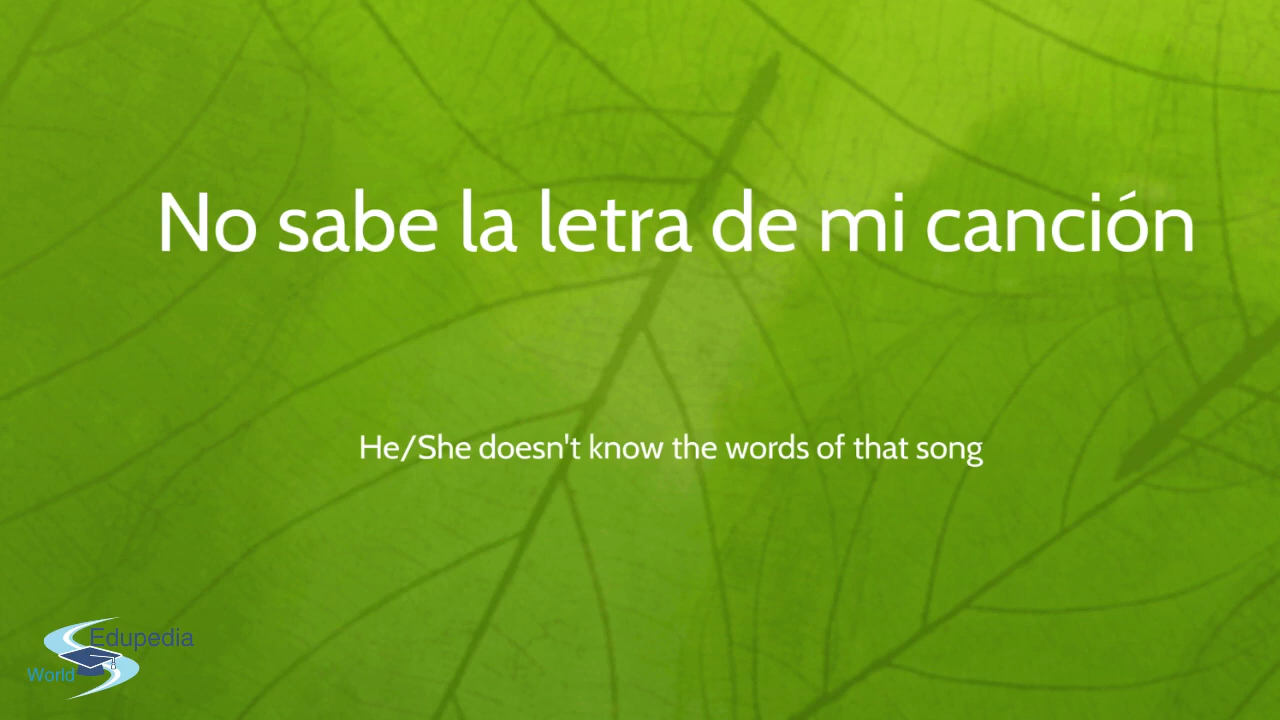 No sabe la letra de mi canción
He/She doesn't know the words of that song
Edupedia
World